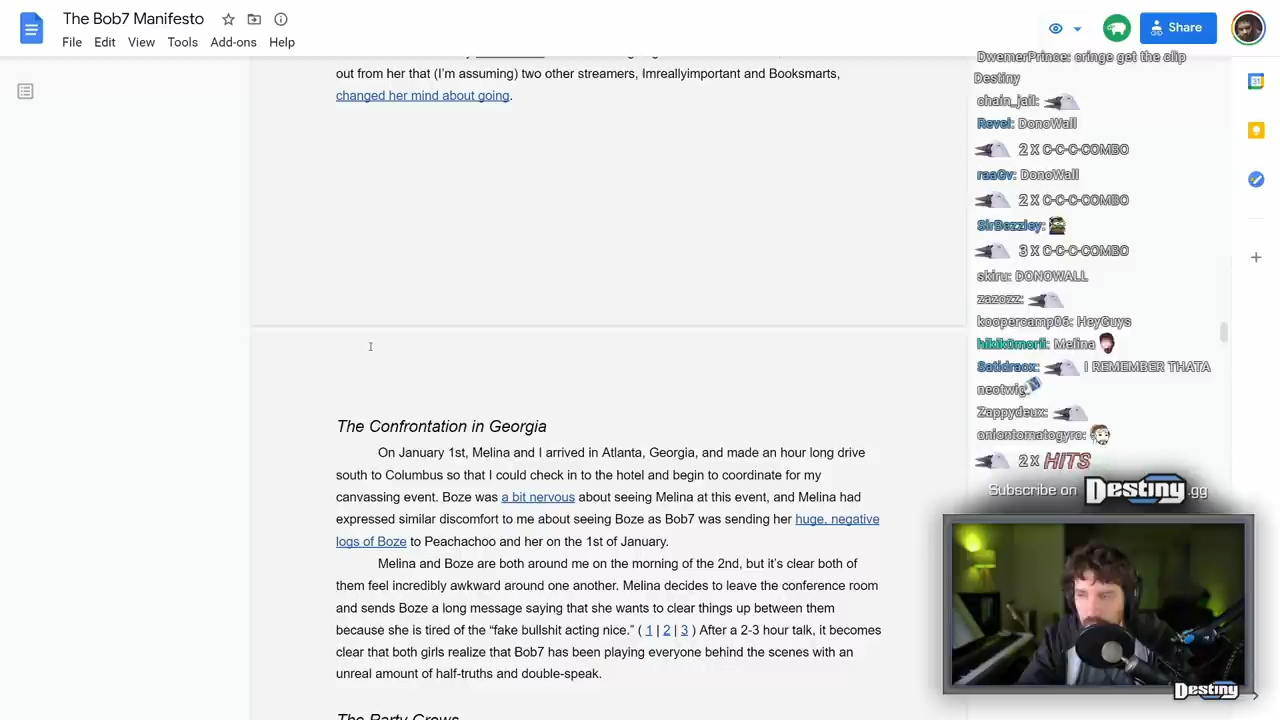 The Bob7 Manifesto
File Edit View Tools Add-ons Help
Share
out from her that (I'm assuming) two other streamers, Imreallyimportant and Booksmarts,
changed her mind about going.
The Confrontation in Georgia
On January 1st, Melina and I arrived in Atlanta, Georgia, and made an hour long drive
south to Columbus so that I could check in to the hotel and begin to coordinate for my
canvassing event. Boze was a bit nervous about seeing Melina at this event, and Melina had
expressed similar discomfort to me about seeing Boze as Bob7 was sending her huge, negative
logs of Boze to Peachachoo and her on the 1st of January.
Melina and Boze are both around me on the morning of the 2nd, but it's clear both of
them feel incredibly awkward around one another. Melina decides to leave the conference room
and sends Boze a long message saying that she wants to clear things up between them
because she is tired of the “fake bullshit acting nice.” ( 1 | 2 | 3 ) After a 2-3 hour talk, it becomes
clear that both girls realize that Bob7 has been playing everyone behind the scenes with an
unreal amount of half-truths and double-speak.
The Party Grows
DwemerPrince: cringe get the clip
Destiny
chain_jail:
Revel: DonoWall
2 X C-C-C-COMBO
raaGv: DonoWall
2 X C-C-C-COMBO
SirBezzley:
3 X C-C-C-COMBO
skiru: DONOWALL
zazozz:
koopercamp06: HeyGuys
hikik0morii: Melina
Satidraox: I REMEMBER THATA
neotwig:
Zappydeux:
oniontomatogyro:
2 X HITS
Subscribe on Destiny.gg
31
Destiny